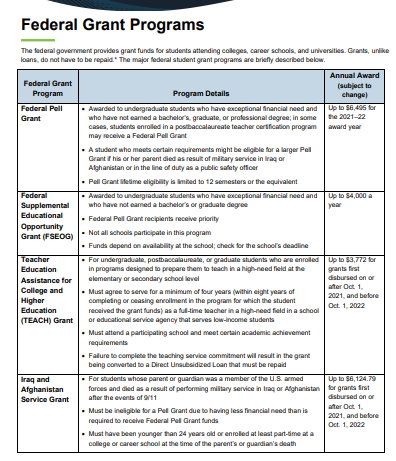 Federal Grant Programs
The federal government provides grant funds for students attending colleges, career schools, and universities. Grants, unlike
loans, do not have to be repaid.* The major federal student grant programs are briefly described below.
Federal Grant
Program
Program Details
Annual Award
(subject to
change)
Federal Pell
Grant
• Awarded to undergraduate students who have exceptional financial need and
who have not earned a bachelor's, graduate, or professional degree; in some
cases, students enrolled in a postbaccalaureate teacher certification program
may receive a Federal Pell Grant
• A student who meets certain requirements might be eligible for a larger Pell
Grant if his or her parent died as result of military service in Iraq or
Afghanistan or in the line of duty as a public safety officer
• Pell Grant lifetime eligibility is limited to 12 semesters or the equivalent
Up to $6,495 for
the 2021–22
award year
Federal
Supplemental
Educational
Opportunity
Grant (FSEOG)
• Awarded to undergraduate students who have exceptional financial need and
who have not earned a bachelor's or graduate degree
• Federal Pell Grant recipients receive priority
• Not all schools participate in this program
• Funds depend on availability at the school; check for the school's deadline
Up to $4,000 a
year
Teacher
Education
Assistance for
College and
Higher
Education
(TEACH) Grant
• For undergraduate, postbaccalaureate, or graduate students who are enrolled
in programs designed to prepare them to teach in a high-need field at the
elementary or secondary school level
• Must agree to serve for a minimum of four years (within eight years of
completing or ceasing enrollment in the program for which the student
received the grant funds) as a full-time teacher in a high-need field in a school
or educational service agency that serves low-income students
• Must attend a participating school and meet certain academic achievement
requirements
• Failure to complete the teaching service commitment will result in the grant
being converted to a Direct Unsubsidized Loan that must be repaid
Up to $3,772 for
grants first
disbursed on or
after Oct. 1,
2021, and before
Oct. 1, 2022
Iraq and
Afghanistan
Service Grant
• For students whose parent or guardian was a member of the U.S. armed
forces and died as a result of performing military service in Iraq or Afghanistan
after the events of 9/11
• Must be ineligible for a Pell Grant due to having less financial need than is
required to receive Federal Pell Grant funds
• Must have been younger than 24 years old or enrolled at least part-time at a
college or career school at the time of the parent's or guardian's death
Up to $6,124.79
for grants first
disbursed on or
after Oct. 1,
2021, and before
Oct. 1, 2022